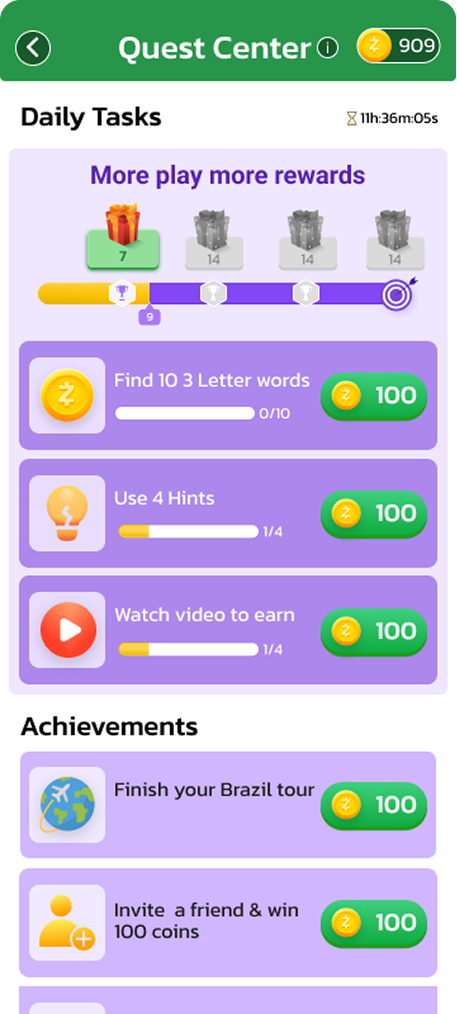 Quest Center i
909
Daily Tasks
11h:36m:05s
More play more rewards
7
14
14
14
9
Find 10 3 Letter words
0/10
100
Use 4 Hints
1/4
100
Watch video to earn
1/4
100
Achievements
Finish your Brazil tour
100
Invite a friend & win
100 coins
100